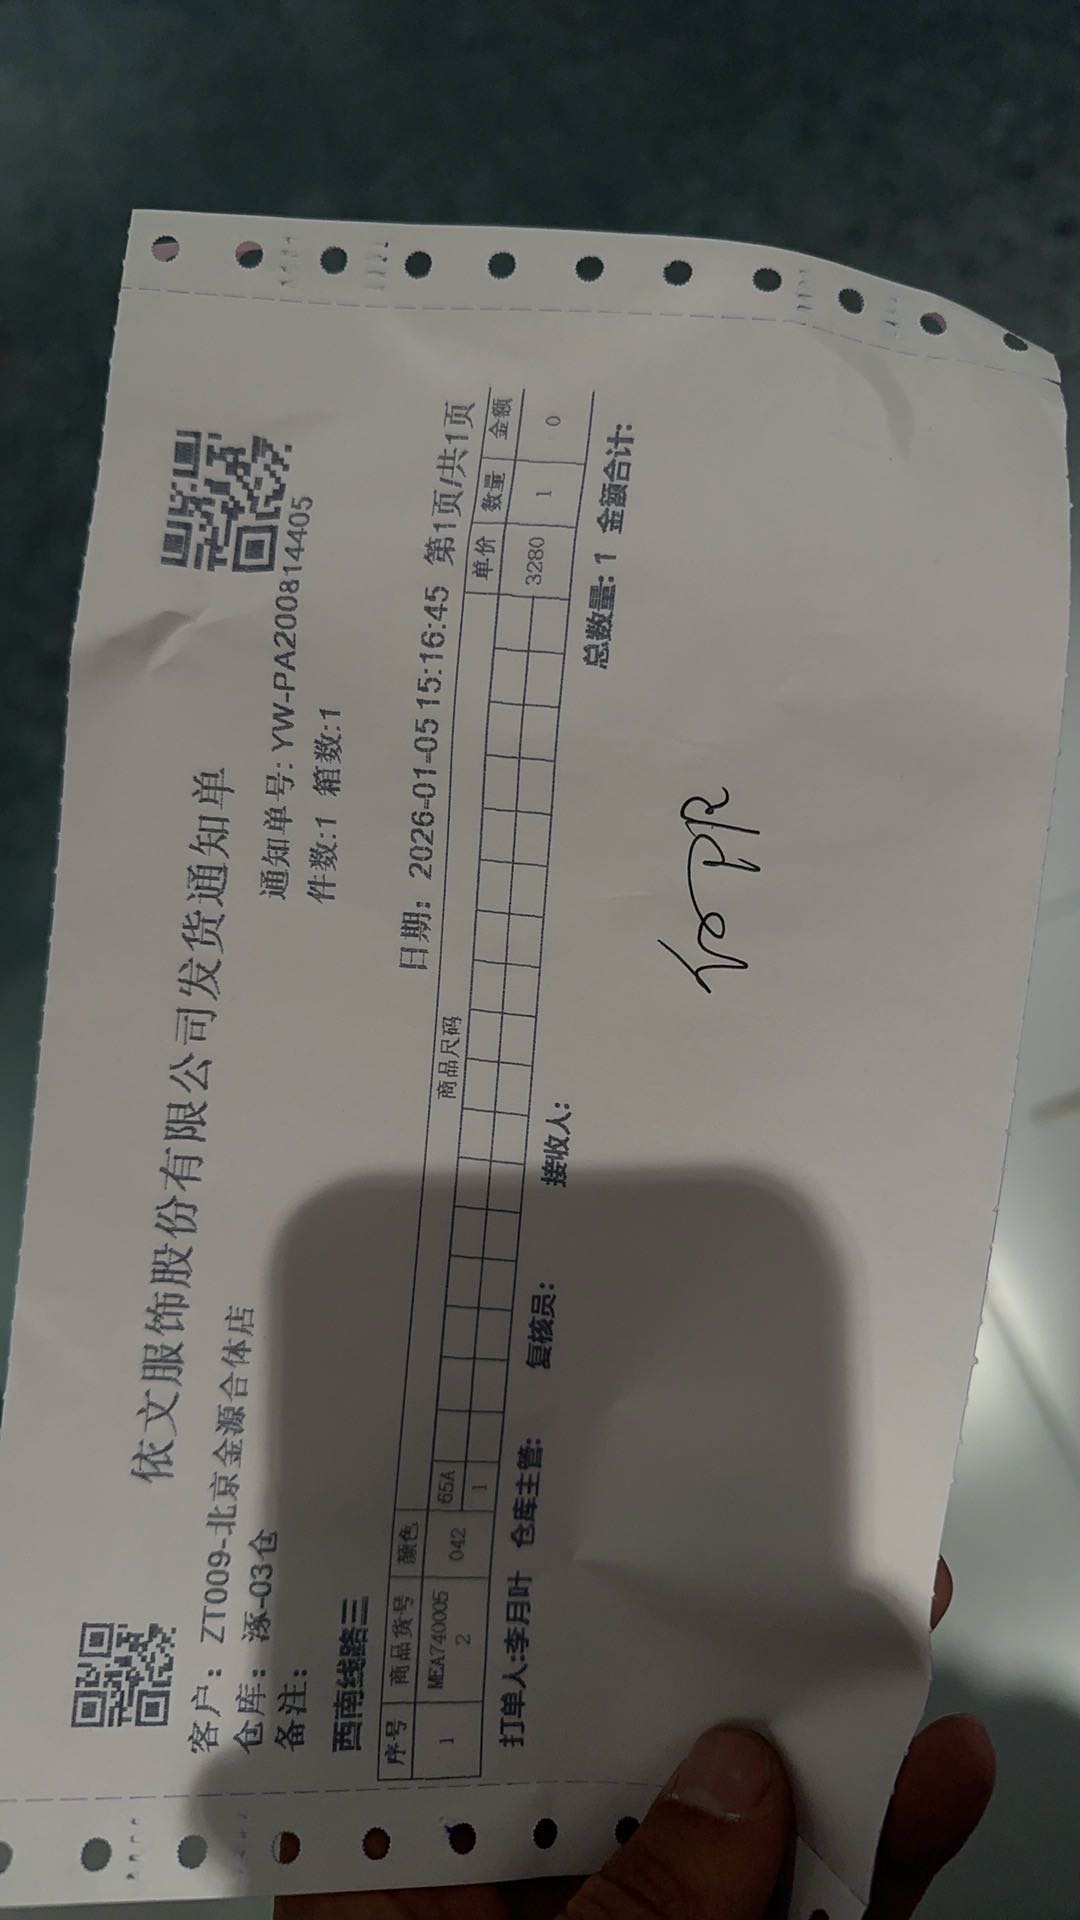 依文服饰股份有限公司发货通知单
客户：ZT009-北京金源合体店
通知单号：YW-PA200814405
仓库：涿-03仓
件数:1 箱数:1
备注：
西南线路三
日期：2026-01-05 15:16:45 第1页/共1页
序号 商品货号 颜色 商品尺码 单价 数量 金额
65A
1 MEA7400052 042 1 3280 1 0
总数量: 1 金额合计:
打单人:李月叶 仓库主管: 复核员: 接收人: